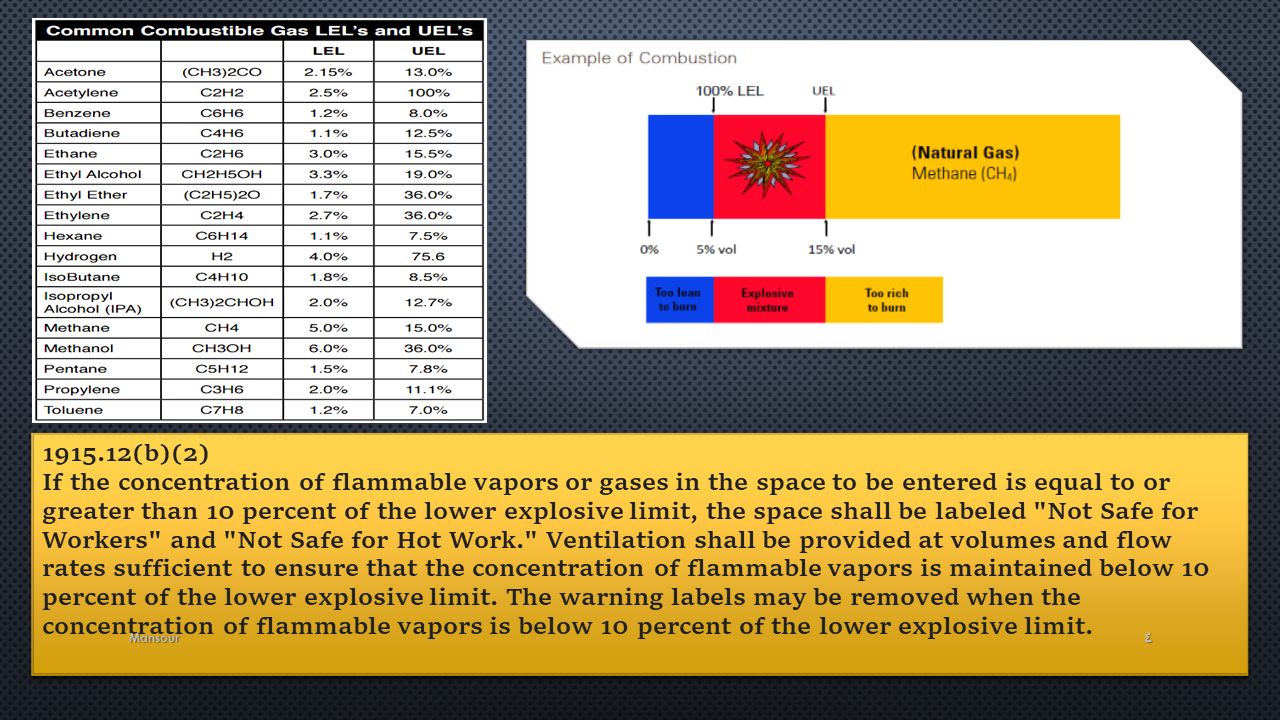 Common Combustible Gas LEL's and UEL's
LEL UEL
Acetone (CH3)2CO 2.15% 13.0%
Acetylene C2H2 2.5% 100%
Benzene C6H6 1.2% 8.0%
Butadiene C4H6 1.1% 12.5%
Ethane C2H6 3.0% 15.5%
Ethyl Alcohol CH2H5OH 3.3% 19.0%
Ethyl Ether (C2H5)2O 1.7% 36.0%
Ethylene C2H4 2.7% 36.0%
Hexane C6H14 1.1% 7.5%
Hydrogen H2 4.0% 75.6
IsoButane C4H10 1.8% 8.5%
Isopropyl
Alcohol (IPA) (CH3)2CHOH 2.0% 12.7%
Methane CH4 5.0% 15.0%
Methanol CH3OH 6.0% 36.0%
Pentane C5H12 1.5% 7.8%
Propylene C3H6 2.0% 11.1%
Toluene C7H8 1.2% 7.0%
Example of Combustion
100% LEL UEL
(Natural Gas)
Methane (CH₄)
0% 5% vol 15% vol
Too lean
to burn
Explosive
mixture
Too rich
to burn
1915.12(b)(2)
If the concentration of flammable vapors or gases in the space to be entered is equal to or
greater than 10 percent of the lower explosive limit, the space shall be labeled "Not Safe for
Workers" and "Not Safe for Hot Work." Ventilation shall be provided at volumes and flow
rates sufficient to ensure that the concentration of flammable vapors is maintained below 10
percent of the lower explosive limit. The warning labels may be removed when the
concentration of flammable vapors is below 10 percent of the lower explosive limit.
Mansour ٤